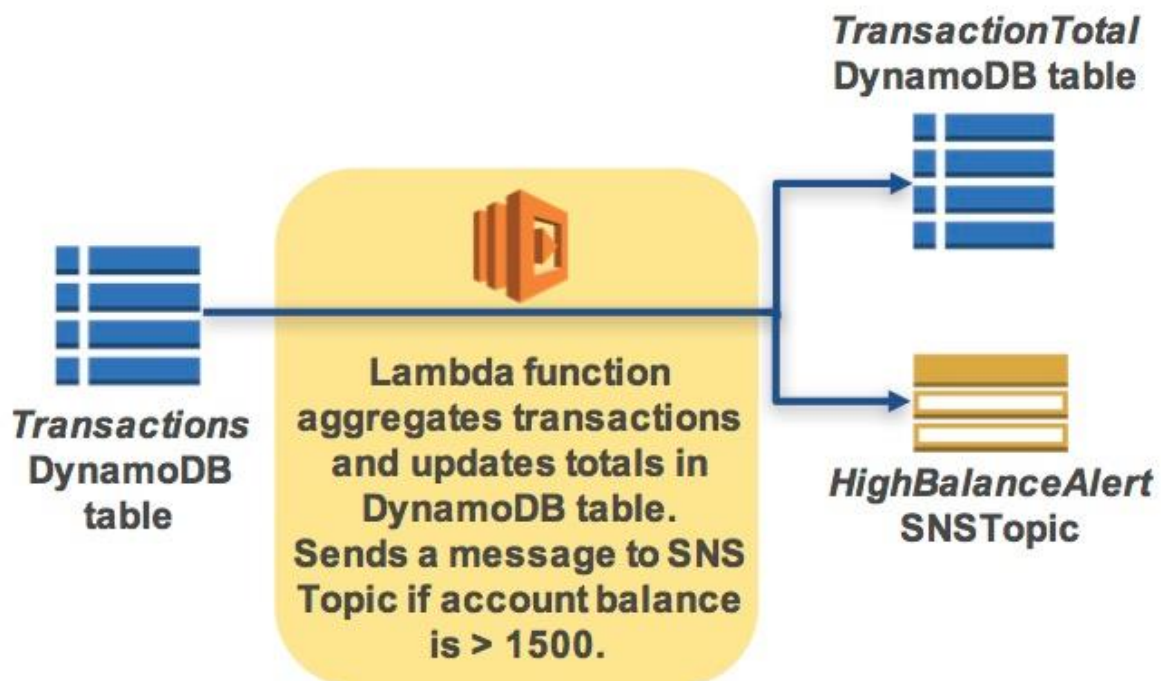 TransactionTotal
DynamoDB table
Transactions
DynamoDB
table
Lambda function
aggregates transactions
and updates totals in
DynamoDB table.
Sends a message to SNS
Topic if account balance
is > 1500.
HighBalanceAlert
SNSTopic